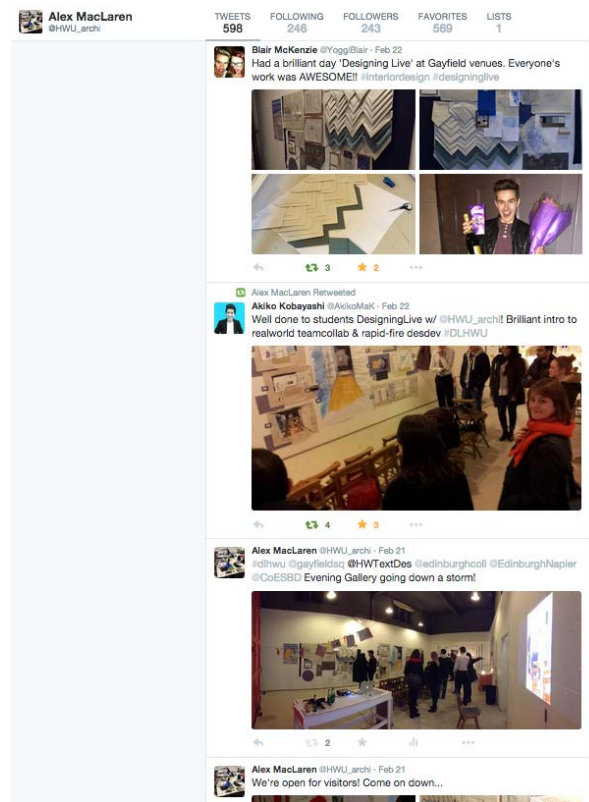 Alex MacLaren
@HWU_archi
TWEETS FOLLOWING FOLLOWERS FAVORITES LISTS
598 246 243 569 1
Blair McKenzie @YoggiBlair · Feb 22
Had a brilliant day 'Designing Live' at Gayfield venues. Everyone's
work was AWESOME!! #interiordesign #designinglive
3 2
Alex MacLaren Retweeted
Akiko Kobayashi @AkikoMaK · Feb 22
Well done to students DesigningLive w/ @HWU_archi! Brilliant intro to
realworld teamcollab & rapid-fire desdev #DLHWU
4 3
Alex MacLaren @HWU_archi · Feb 21
#dlhwu @gayfieldsq @HWTextDes @edinburghcoll @EdinburghNapier
@CoESBD Evening Gallery going down a storm!
2
Alex MacLaren @HWU_archi · Feb 21
We're open for visitors! Come on down...